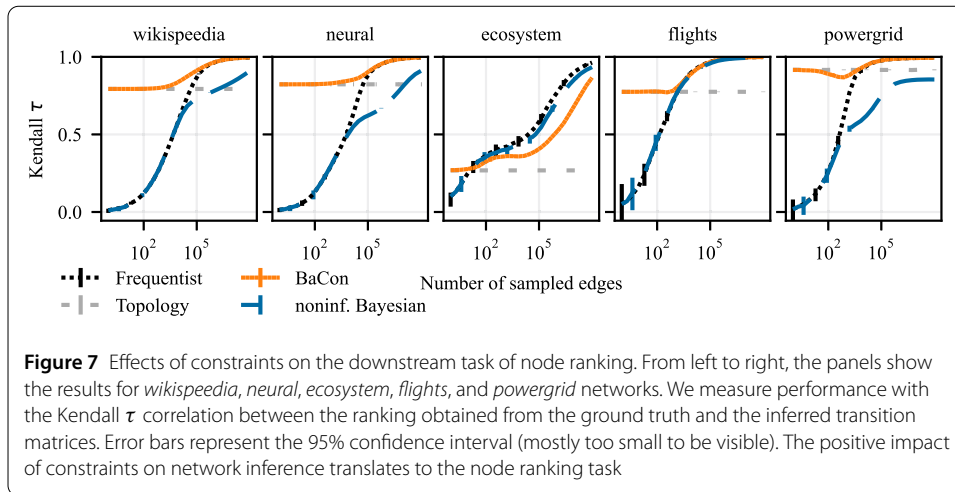 wikispeedia neural ecosystem flights powergrid
1.0
0.5
0.0
Kendall τ
10² 10⁵ 10² 10⁵ 10² 10⁵ 10² 10⁵ 10² 10⁵
Number of sampled edges
Frequentist BaCon
Topology noninf. Bayesian
Figure 7 Effects of constraints on the downstream task of node ranking. From left to right, the panels show
the results for wikispeedia, neural, ecosystem, flights, and powergrid networks. We measure performance with
the Kendall τ correlation between the ranking obtained from the ground truth and the inferred transition
matrices. Error bars represent the 95% confidence interval (mostly too small to be visible). The positive impact
of constraints on network inference translates to the node ranking task